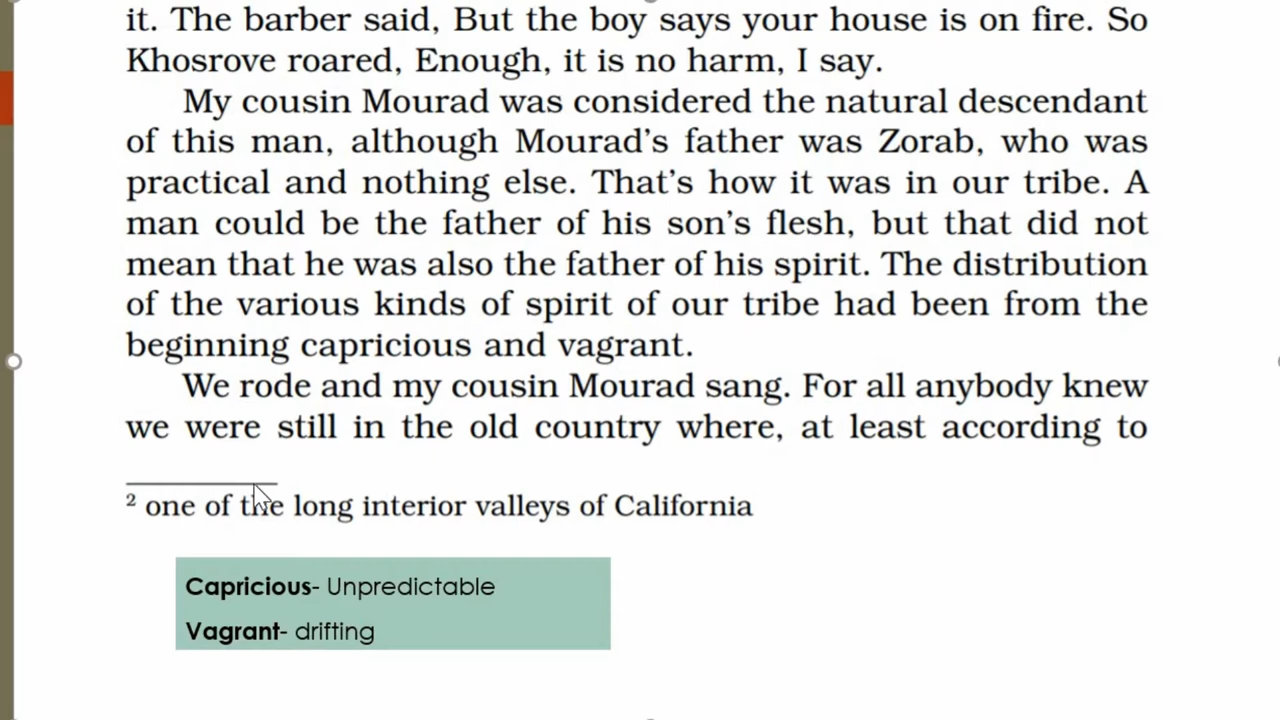 it. The barber said, But the boy says your house is on fire. So
Khosrove roared, Enough, it is no harm, I say.
My cousin Mourad was considered the natural descendant
of this man, although Mourad's father was Zorab, who was
practical and nothing else. That's how it was in our tribe. A
man could be the father of his son's flesh, but that did not
mean that he was also the father of his spirit. The distribution
of the various kinds of spirit of our tribe had been from the
beginning capricious and vagrant.
We rode and my cousin Mourad sang. For all anybody knew
we were still in the old country where, at least according to
2 one of the long interior valleys of California
Capricious- Unpredictable
Vagrant- drifting